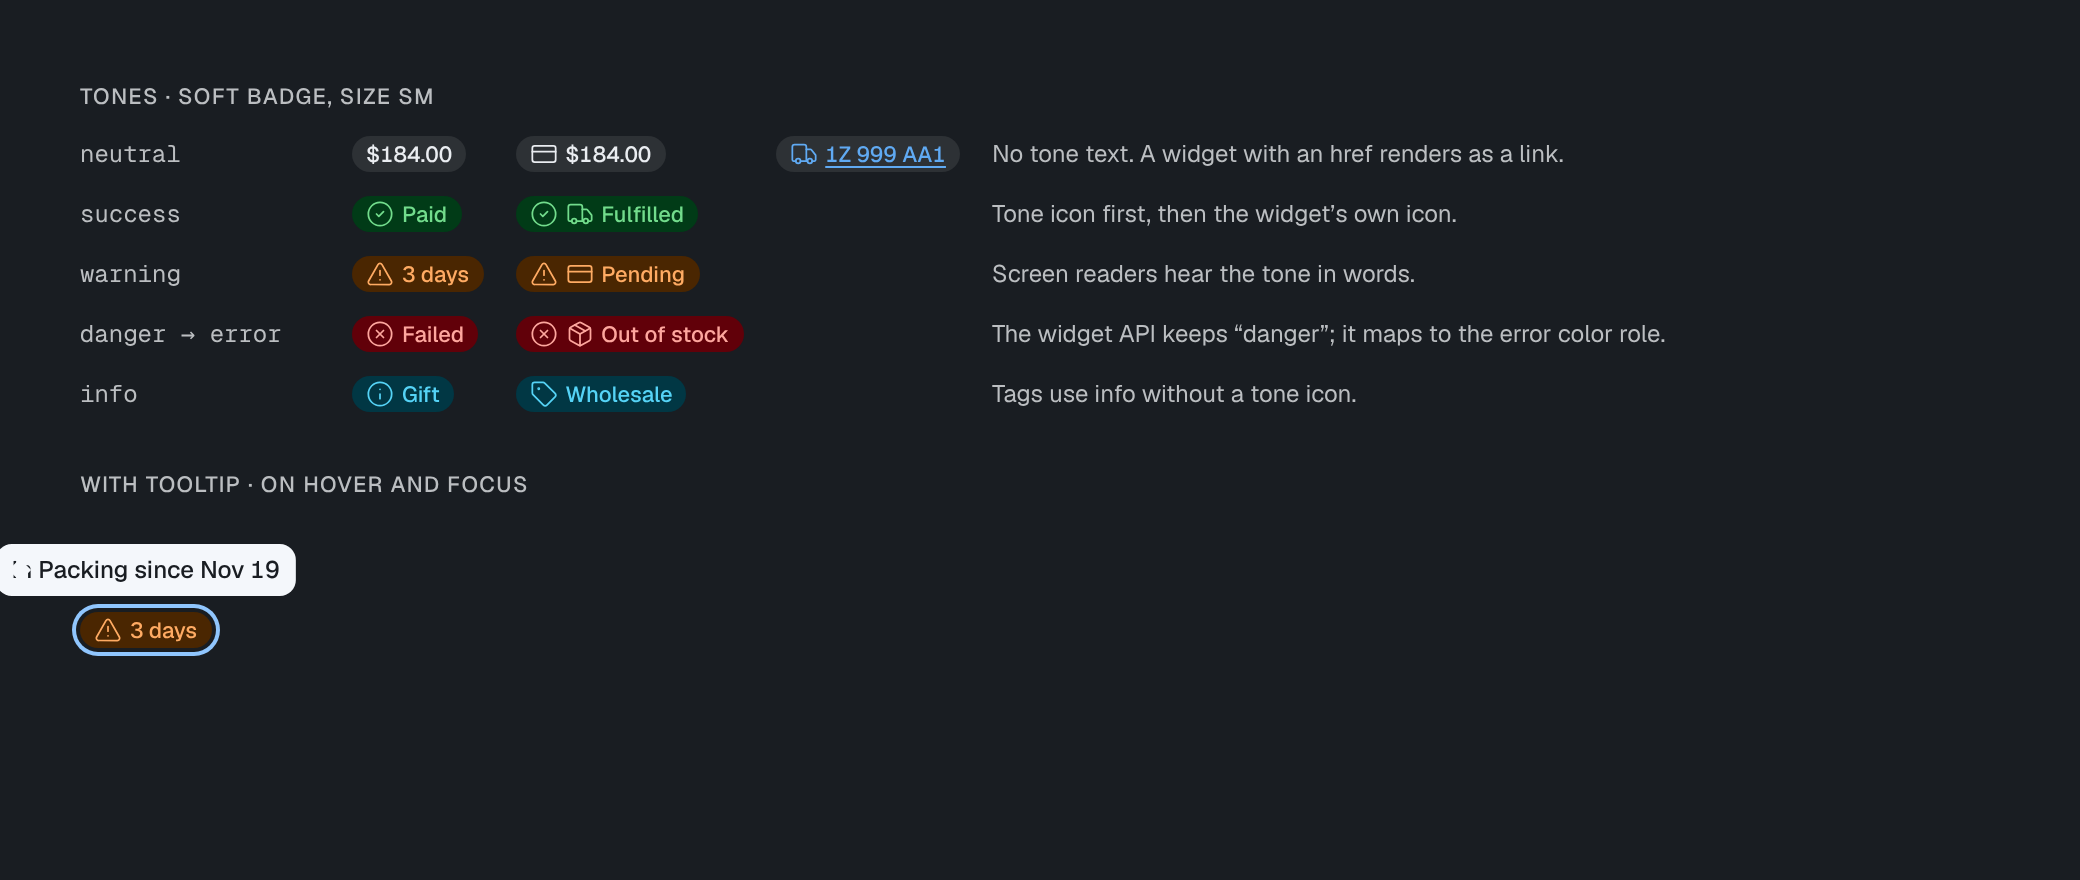 TONES · SOFT BADGE, SIZE SM
neutral $184.00 $184.00 1Z 999 AA1 No tone text. A widget with an href renders as a link.
success Paid Fulfilled Tone icon first, then the widget’s own icon.
warning 3 days Pending Screen readers hear the tone in words.
danger → error Failed Out of stock The widget API keeps “danger”; it maps to the error color role.
info Gift Wholesale Tags use info without a tone icon.
WITH TOOLTIP · ON HOVER AND FOCUS
Packing since Nov 19
3 days